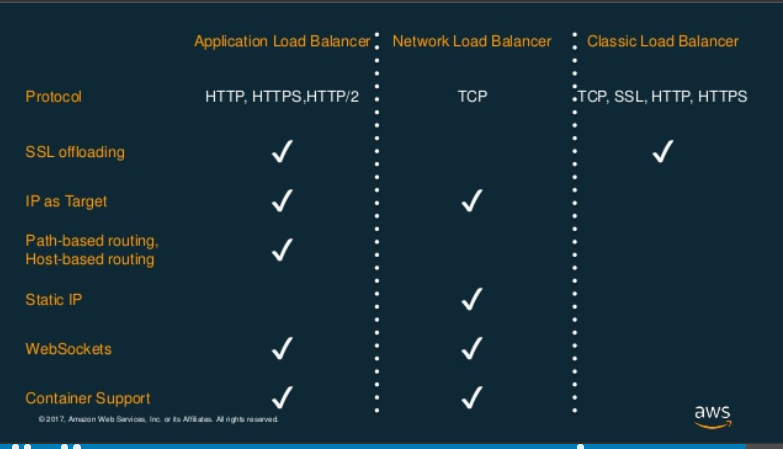 Application Load Balancer Network Load Balancer Classic Load Balancer
Protocol HTTP, HTTPS,HTTP/2 TCP TCP, SSL, HTTP, HTTPS
SSL offloading ✓ ✓
IP as Target ✓ ✓
Path-based routing,
Host-based routing ✓
Static IP ✓
WebSockets ✓ ✓
Container Support ✓ ✓
© 2017, Amazon Web Services, Inc. or its Affiliates. All rights reserved.
aws